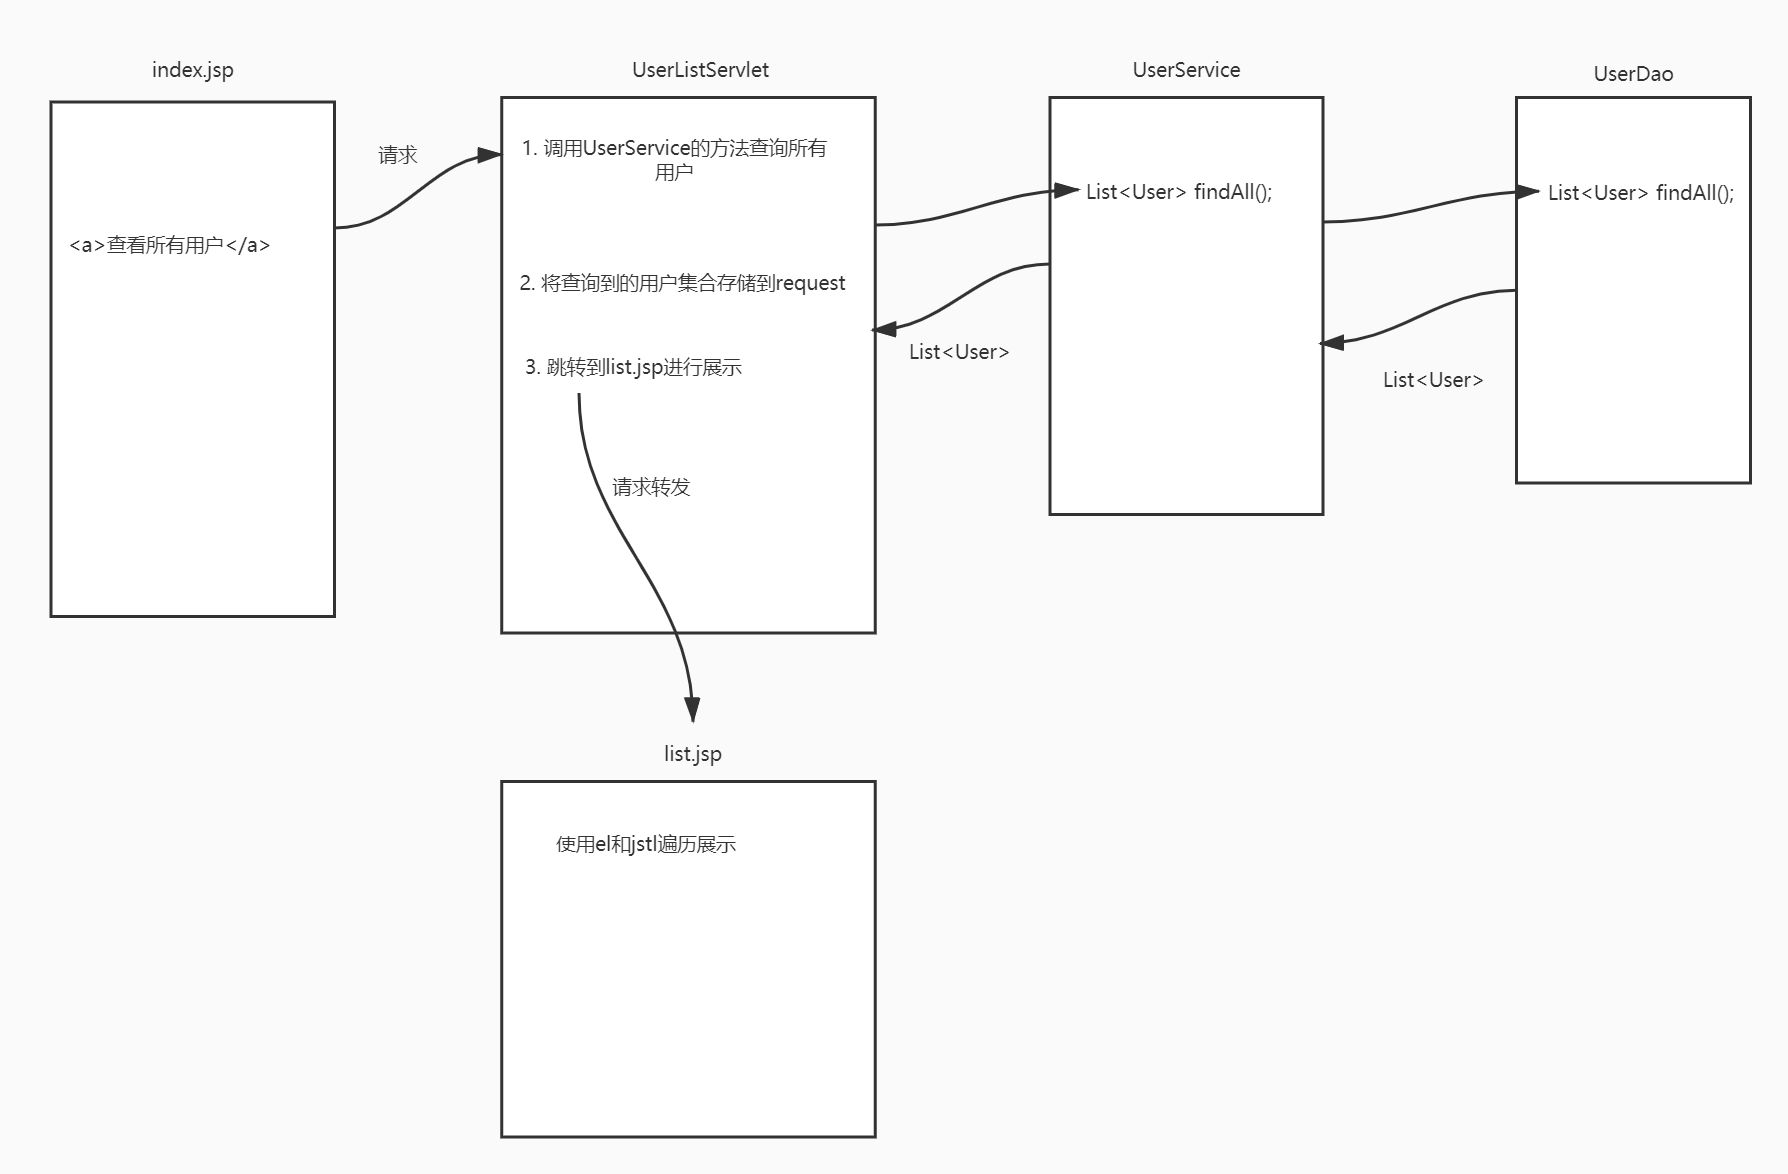 index.jsp
<a>查看所有用户</a>
请求
UserListServlet
1. 调用UserService的方法查询所有
用户
2. 将查询到的用户集合存储到request
3. 跳转到list.jsp进行展示
请求转发
UserService
List<User> findAll();
List<User>
UserDao
List<User> findAll();
List<User>
list.jsp
使用el和jstl遍历展示